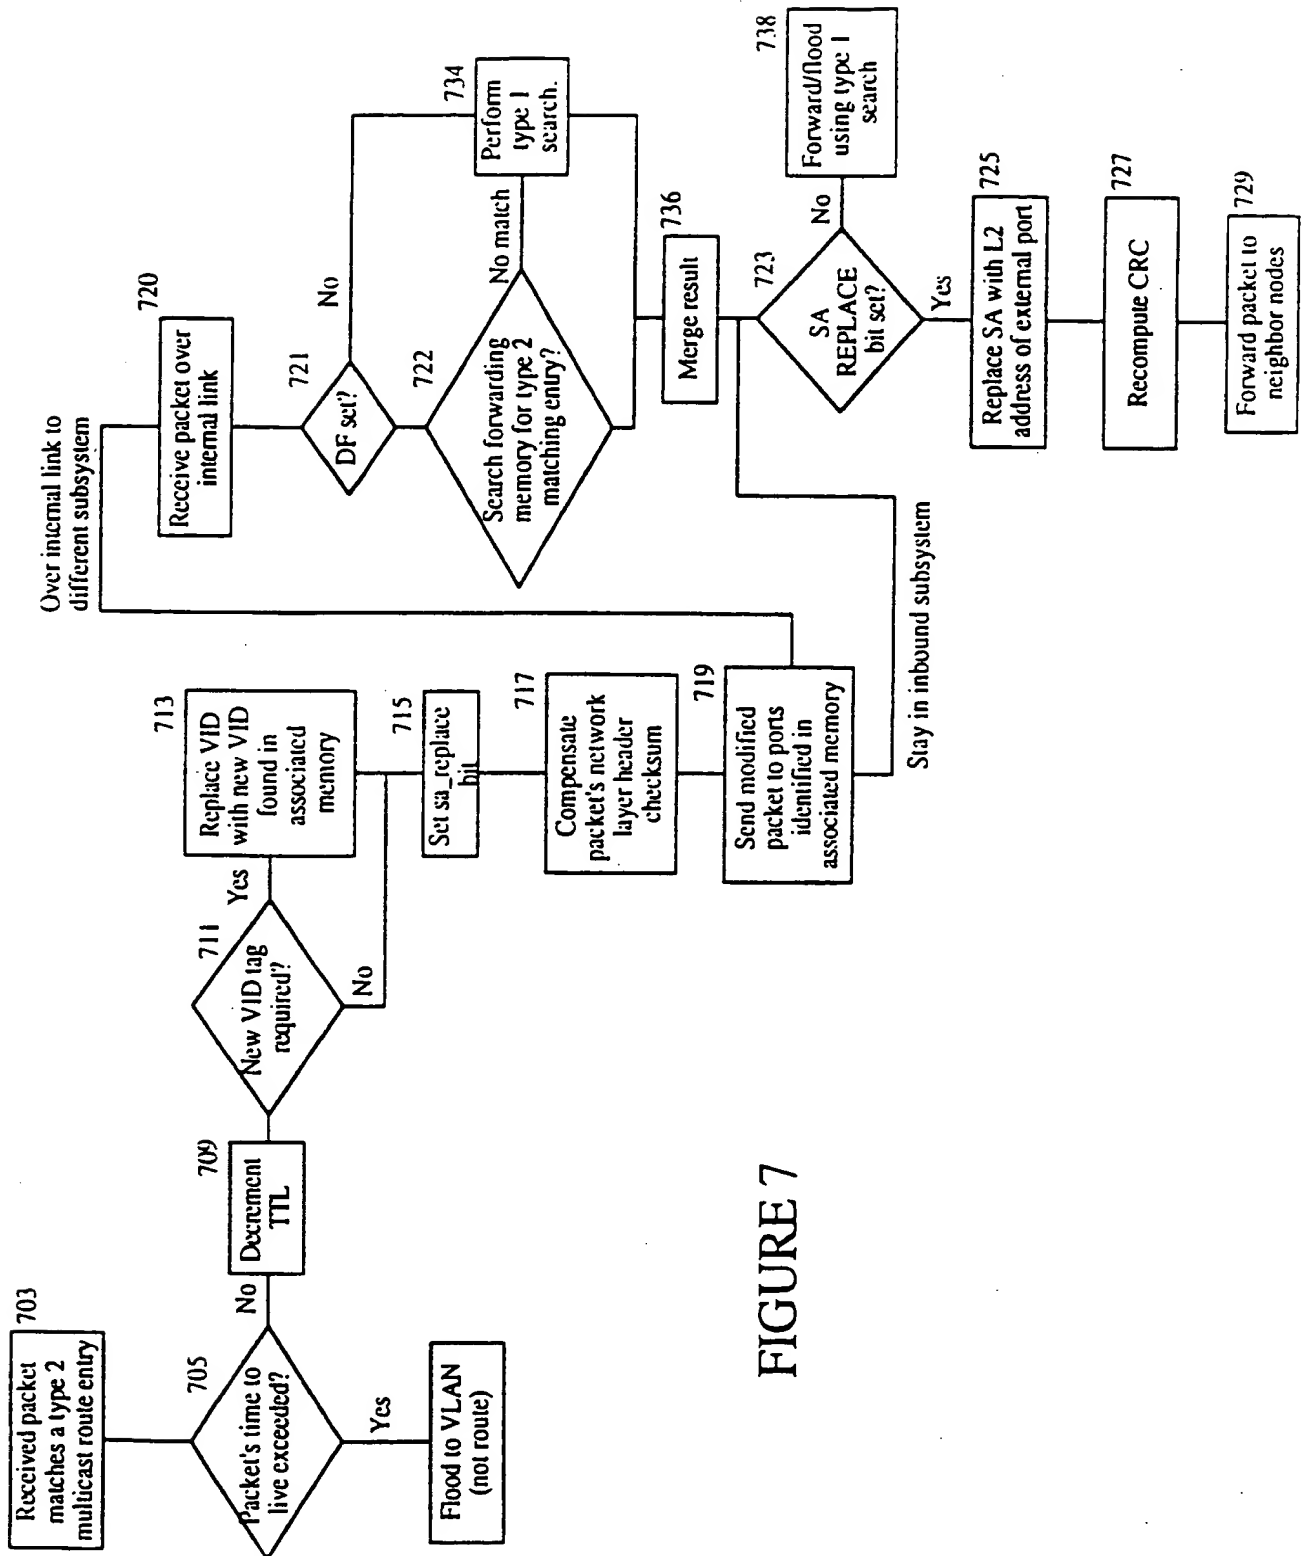 703
Received packet
matches a type 2
multicast route entry
705
Packet's time to
live exceeded?
Yes
Flood to VLAN
(not route)
No
709
Decrement
TTL
711
New VID tag
required?
No
Yes
713
Replace VID
with new VID
found in
associated
memory
715
Set sa_replace
bit
717
Compensate
packet's network
layer header
checksum
719
Send modified
packet to ports
identified in
associated memory
Over internal link to
different subsystem
Stay in inbound subsystem
720
Receive packet over
internal link
721
DF set?
No
722
Search forwarding
memory for type 2
matching entry?
No match
734
Perform
type 1
search.
736
Merge result
723
SA
REPLACE
bit set?
No
738
Forward/flood
using type 1
search
Yes
725
Replace SA with L2
address of external port
727
Recompute CRC
729
Forward packet to
neighbor nodes
FIGURE 7